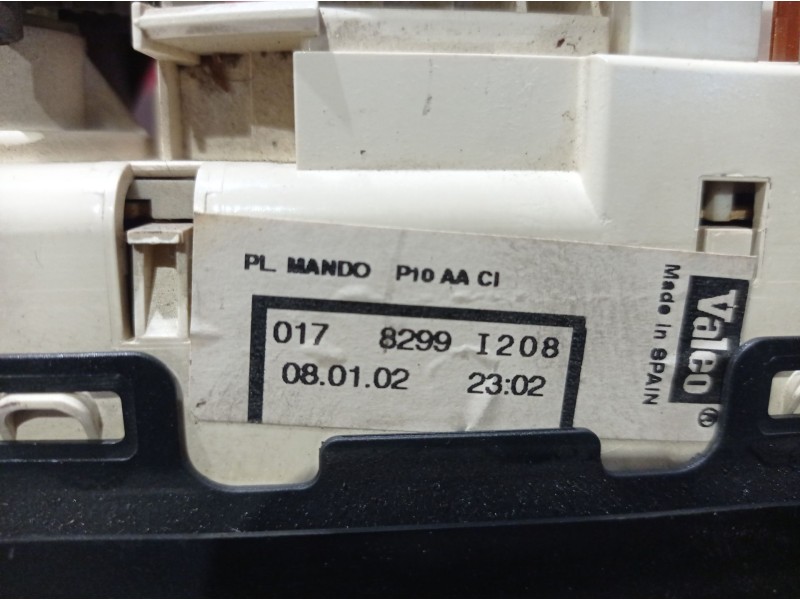 PL. MANDO P10 AA CI
017 8299 I208
08.01.02 23:02
Valeo ®
Made in SPAIN